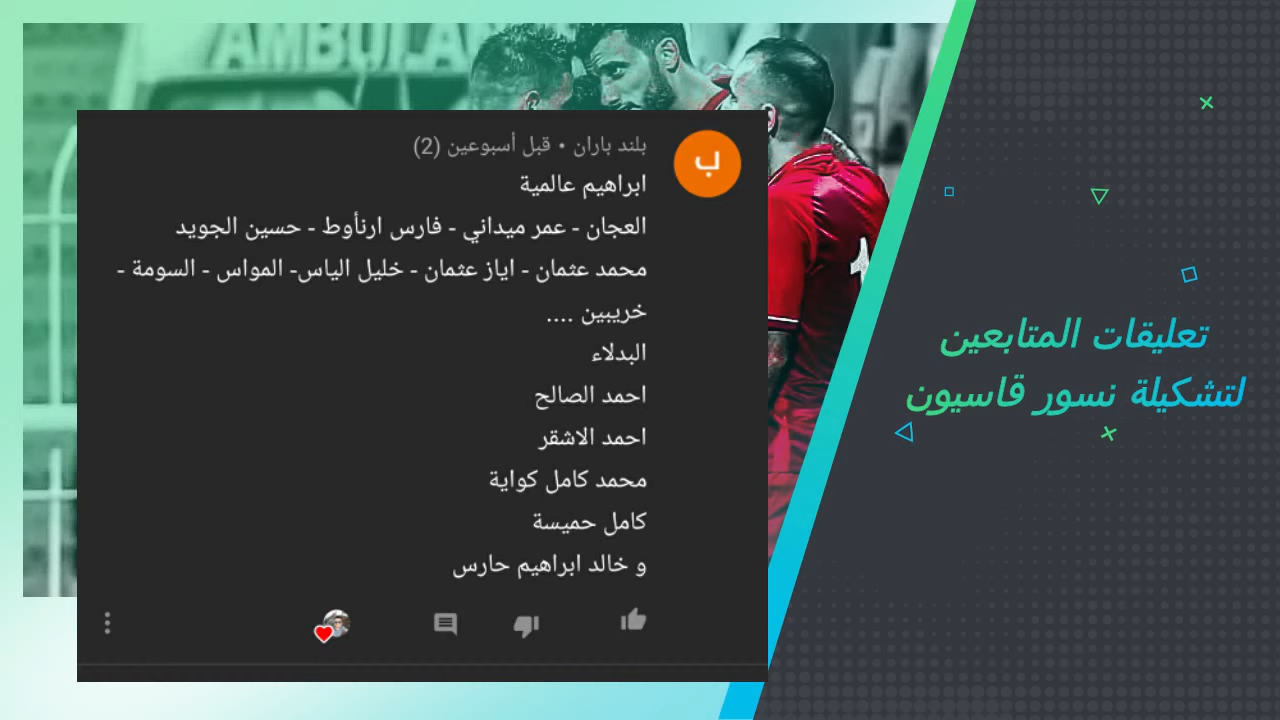 AMBULA
بلند باران • قبل أسبوعين (2)
ب
ابراهيم عالمية
العجان - عمر ميداني - فارس ارنأوط - حسين الجويد
محمد عثمان - اياز عثمان - خليل الياس- المواس - السومة -
خريبين ....
البدلاء
احمد الصالح
احمد الاشقر
محمد كامل كواية
كامل حميسة
و خالد ابراهيم حارس
تعليقات المتابعين
لتشكيلة نسور قاسيون